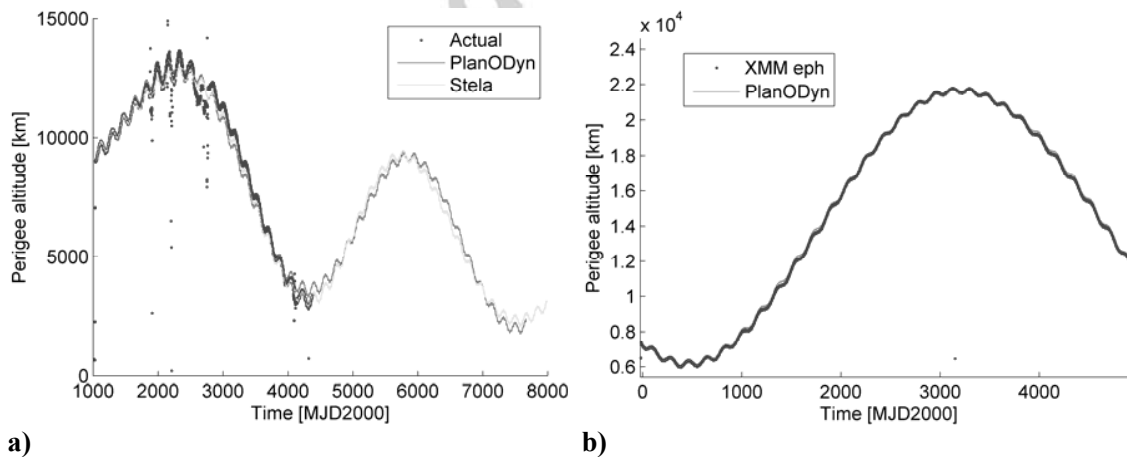 15000
10000
5000
0
Perigee altitude [km]
Actual
PlanODyn
Stela
1000 2000 3000 4000 5000 6000 7000 8000
Time [MJD2000]
a)
x 10⁴
2.4
2.2
2
1.8
1.6
1.4
1.2
1
0.8
0.6
Perigee altitude [km]
XMM eph
PlanODyn
0 1000 2000 3000 4000
Time [MJD2000]
b)